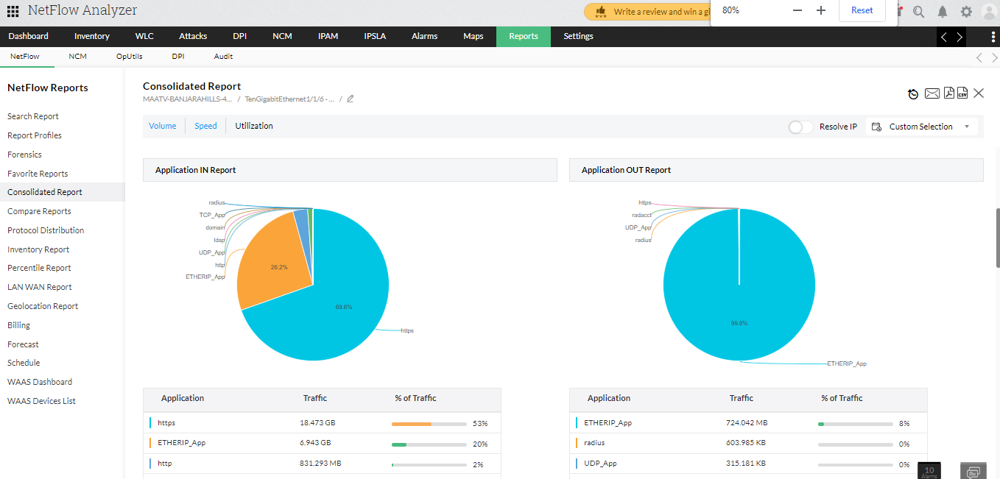 NetFlow Analyzer
Write a review and win a gi
80%
Reset
Dashboard Inventory WLC Attacks DPI NCM IPAM IPSLA Alarms Maps Reports Settings
NetFlow NCM OpUtils DPI Audit
NetFlow Reports
Search Report
Report Profiles
Forensics
Favorite Reports
Consolidated Report
Compare Reports
Protocol Distribution
Inventory Report
Percentile Report
LAN WAN Report
Geolocation Report
Billing
Forecast
Schedule
WAAS Dashboard
WAAS Devices List
Consolidated Report
MAATV-BANJARAHILLS-4... / TenGigabitEthernet1/1/6 - ... /
CSV
Volume Speed Utilization
Resolve IP Custom Selection
Application IN Report
radius
TCP_App
domain
ldap
UDP_App
http
ETHERIP_App
26.2%
69.6%
https
Application Traffic % of Traffic
https 18.473 GB 53%
ETHERIP_App 6.943 GB 20%
http 831.293 MB 2%
Application OUT Report
https
radacct
UDP_App
radius
99.8%
ETHERIP_App
Application Traffic % of Traffic
ETHERIP_App 724.042 MB 8%
radius 603.985 KB 0%
UDP_App 315.181 KB 0%
10
Alarms